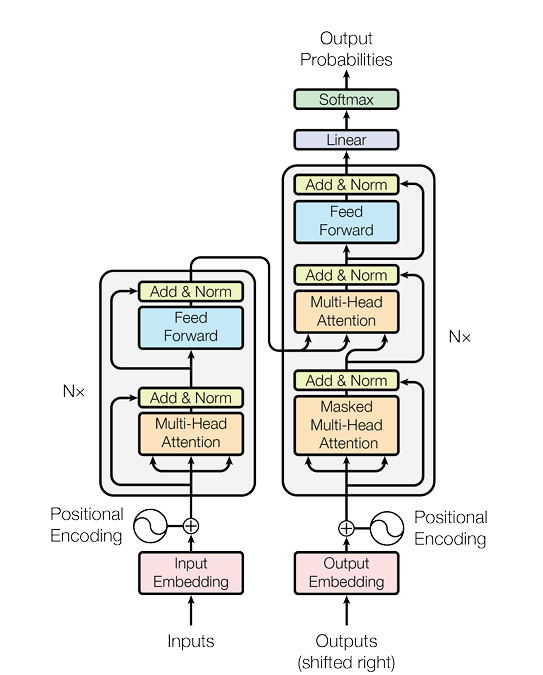 Output
Probabilities
Softmax
Linear
Add & Norm
Feed
Forward
Add & Norm
Multi-Head
Attention
Add & Norm
Masked
Multi-Head
Attention
N×
Add & Norm
Feed
Forward
Add & Norm
Multi-Head
Attention
N×
Positional
Encoding
Positional
Encoding
Input
Embedding
Output
Embedding
Inputs
Outputs
(shifted right)